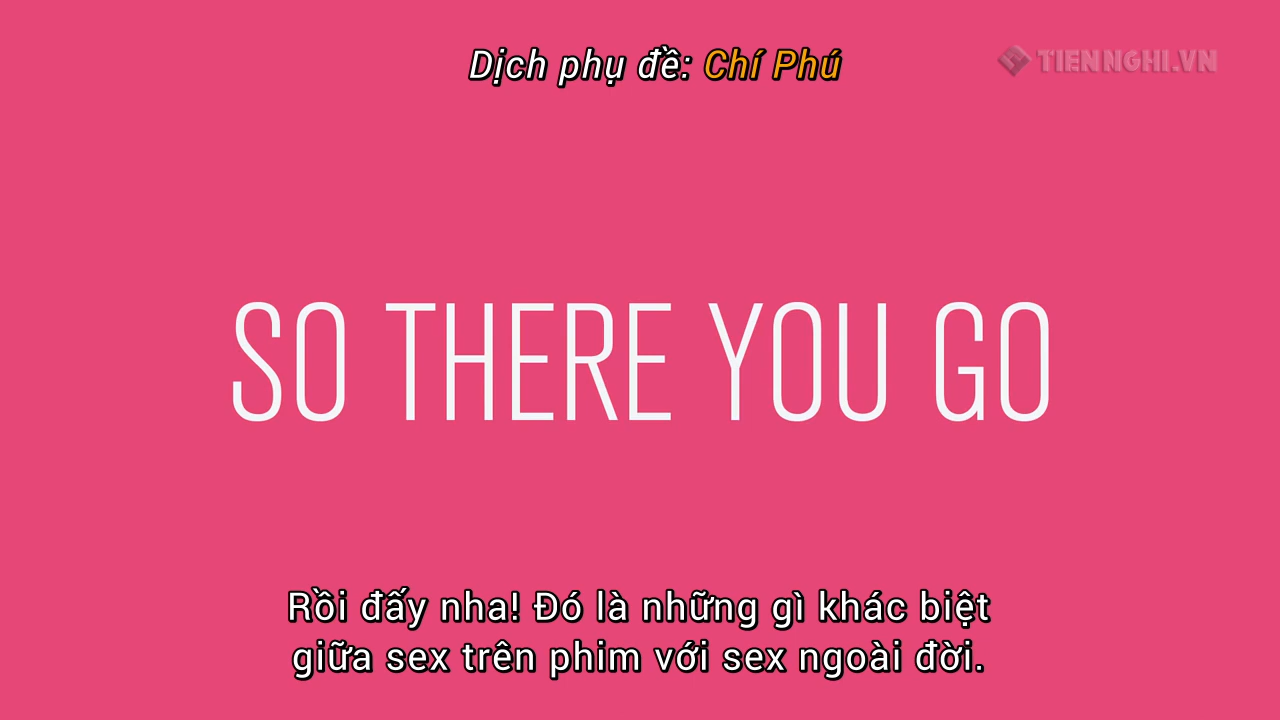 Dịch phụ đề: Chí Phú
TIENNGHI.VN
SO THERE YOU GO
Rồi đấy nha! Đó là những gì khác biệt
giữa sex trên phim với sex ngoài đời.